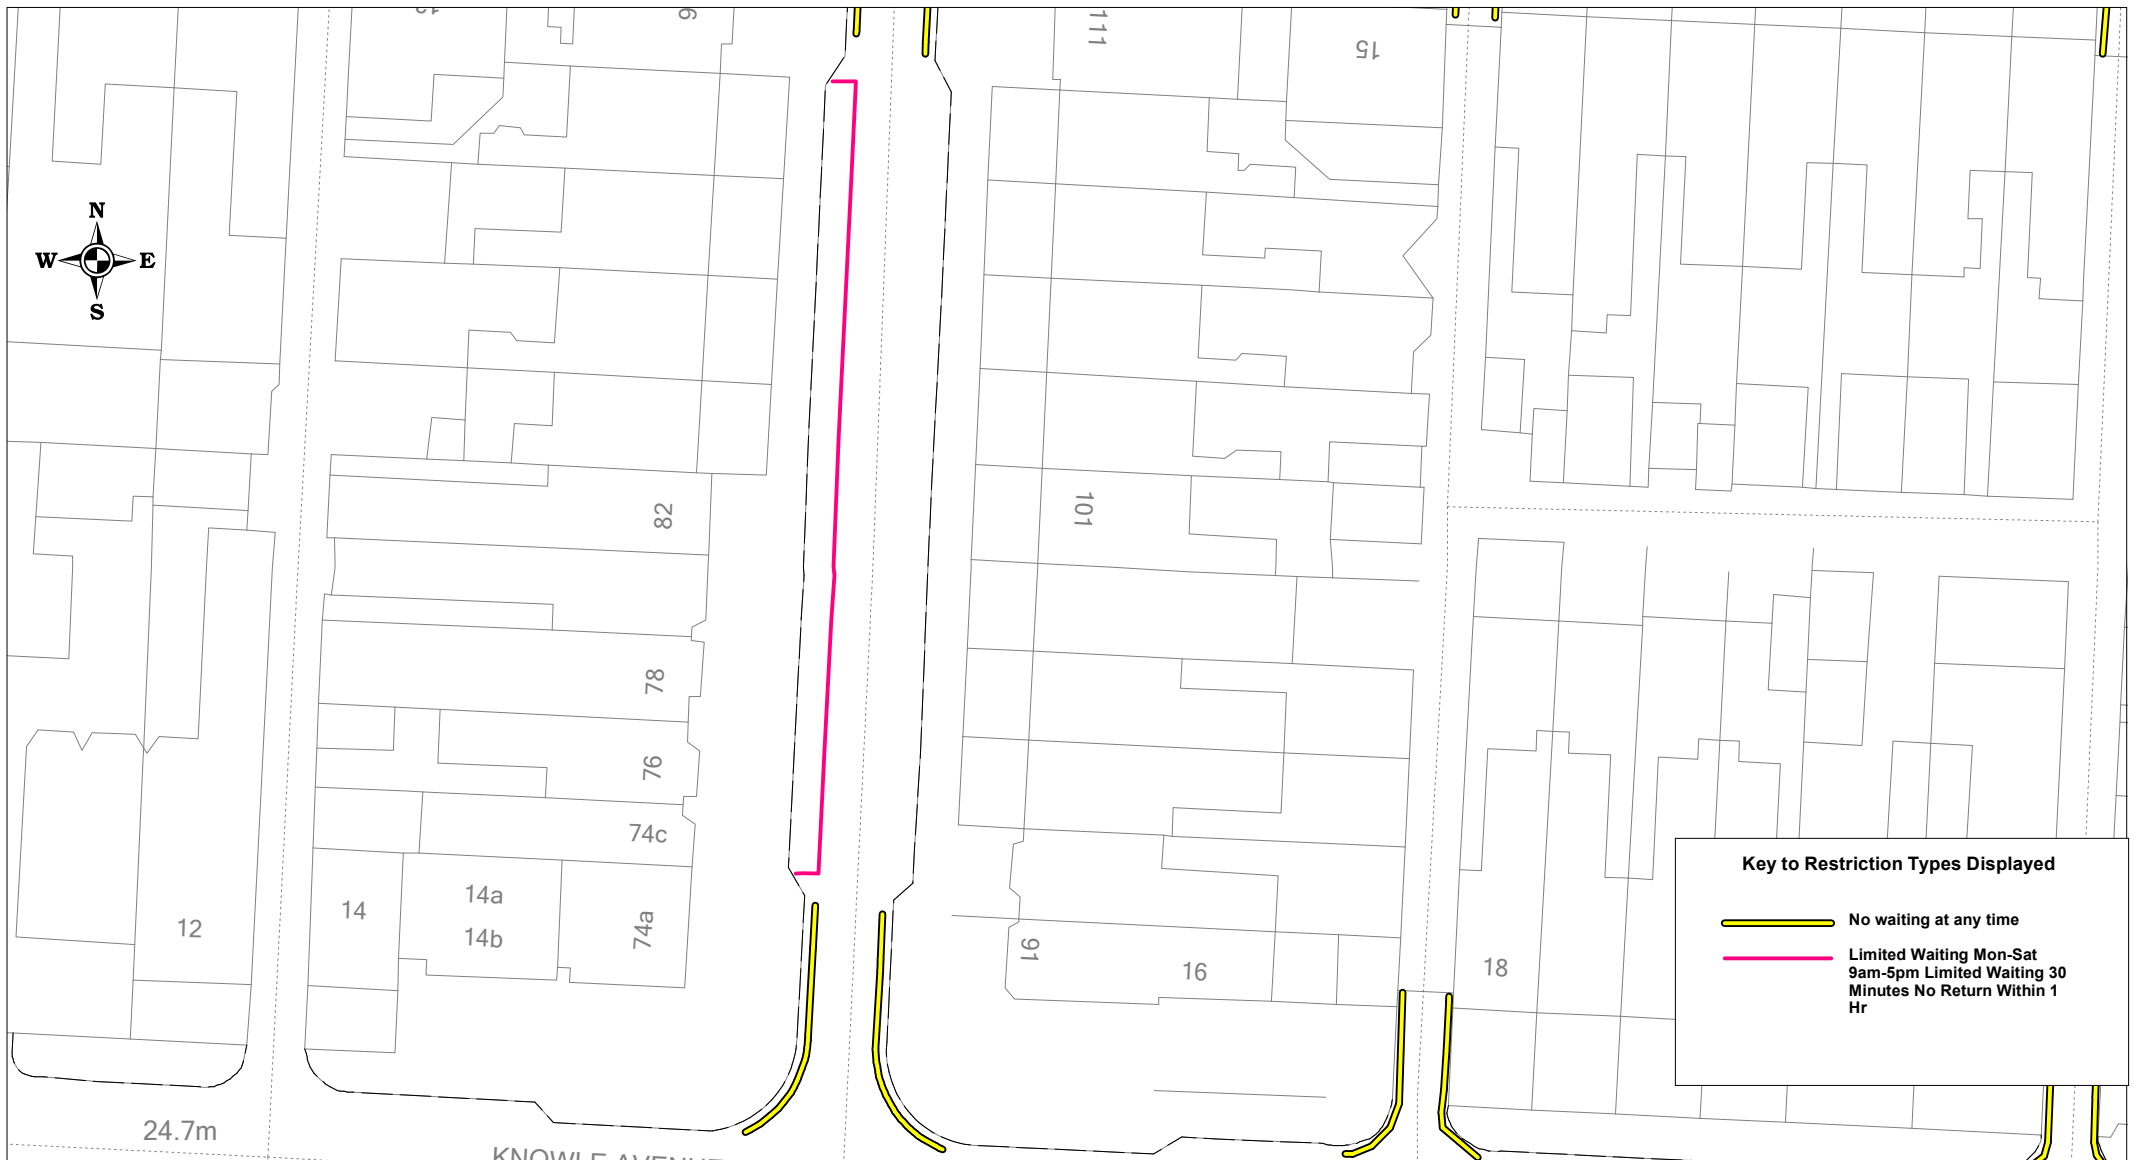 111
15
N
W E
S
82
101
78
76
74c
14a
14
14b
74a
12
91
16
18
24.7m
KNOWLE AVENUE
Key to Restriction Types Displayed
No waiting at any time
Limited Waiting Mon-Sat
9am-5pm Limited Waiting 30
Minutes No Return Within 1
Hr